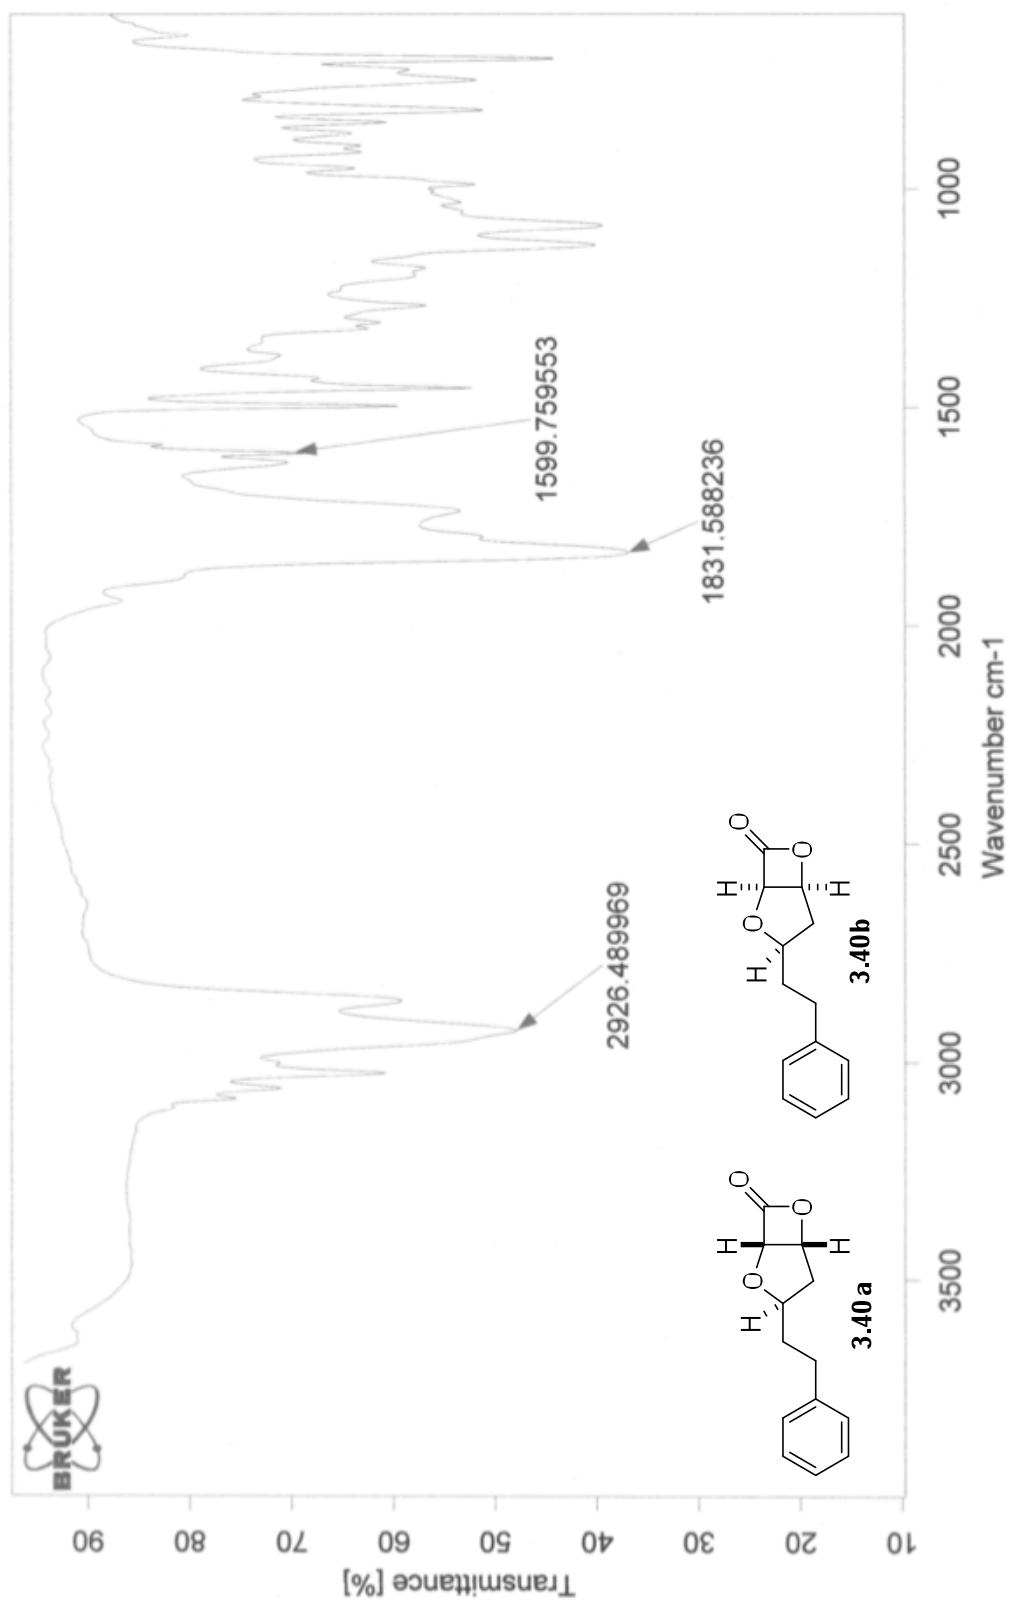 BRUKER
Transmittance [%]
90
80
70
60
50
40
30
20
10
3500
3000
2500
2000
1500
1000
Wavenumber cm-1
2926.489969
1831.588236
1599.759553
H
O
H
O
O
H
3.40a
H
O
H
O
O
H
3.40b